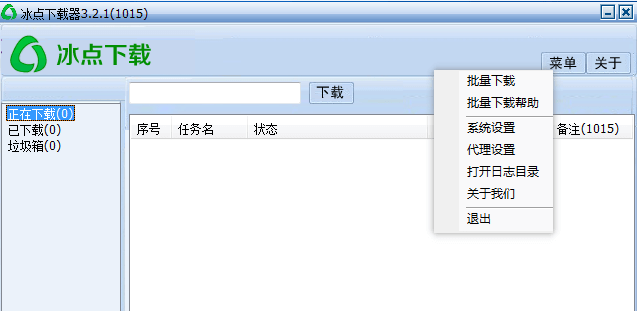 冰点下载器3.2.1(1015)
冰点下载
菜单 关于
下载
正在下载(0)
已下载(0)
垃圾箱(0)
序号 任务名 状态 备注(1015)
批量下载
批量下载帮助
系统设置
代理设置
打开日志目录
关于我们
退出